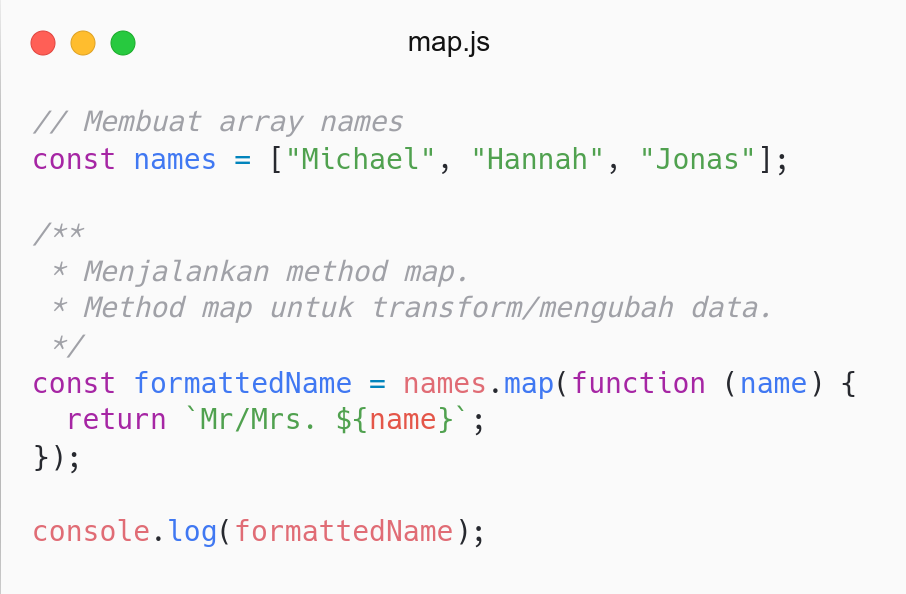 map.js
// Membuat array names
const names = ["Michael", "Hannah", "Jonas"];
/**
 * Menjalankan method map.
 * Method map untuk transform/mengubah data.
 */
const formattedName = names.map(function (name) {
  return `Mr/Mrs. ${name}`;
});
console.log(formattedName);